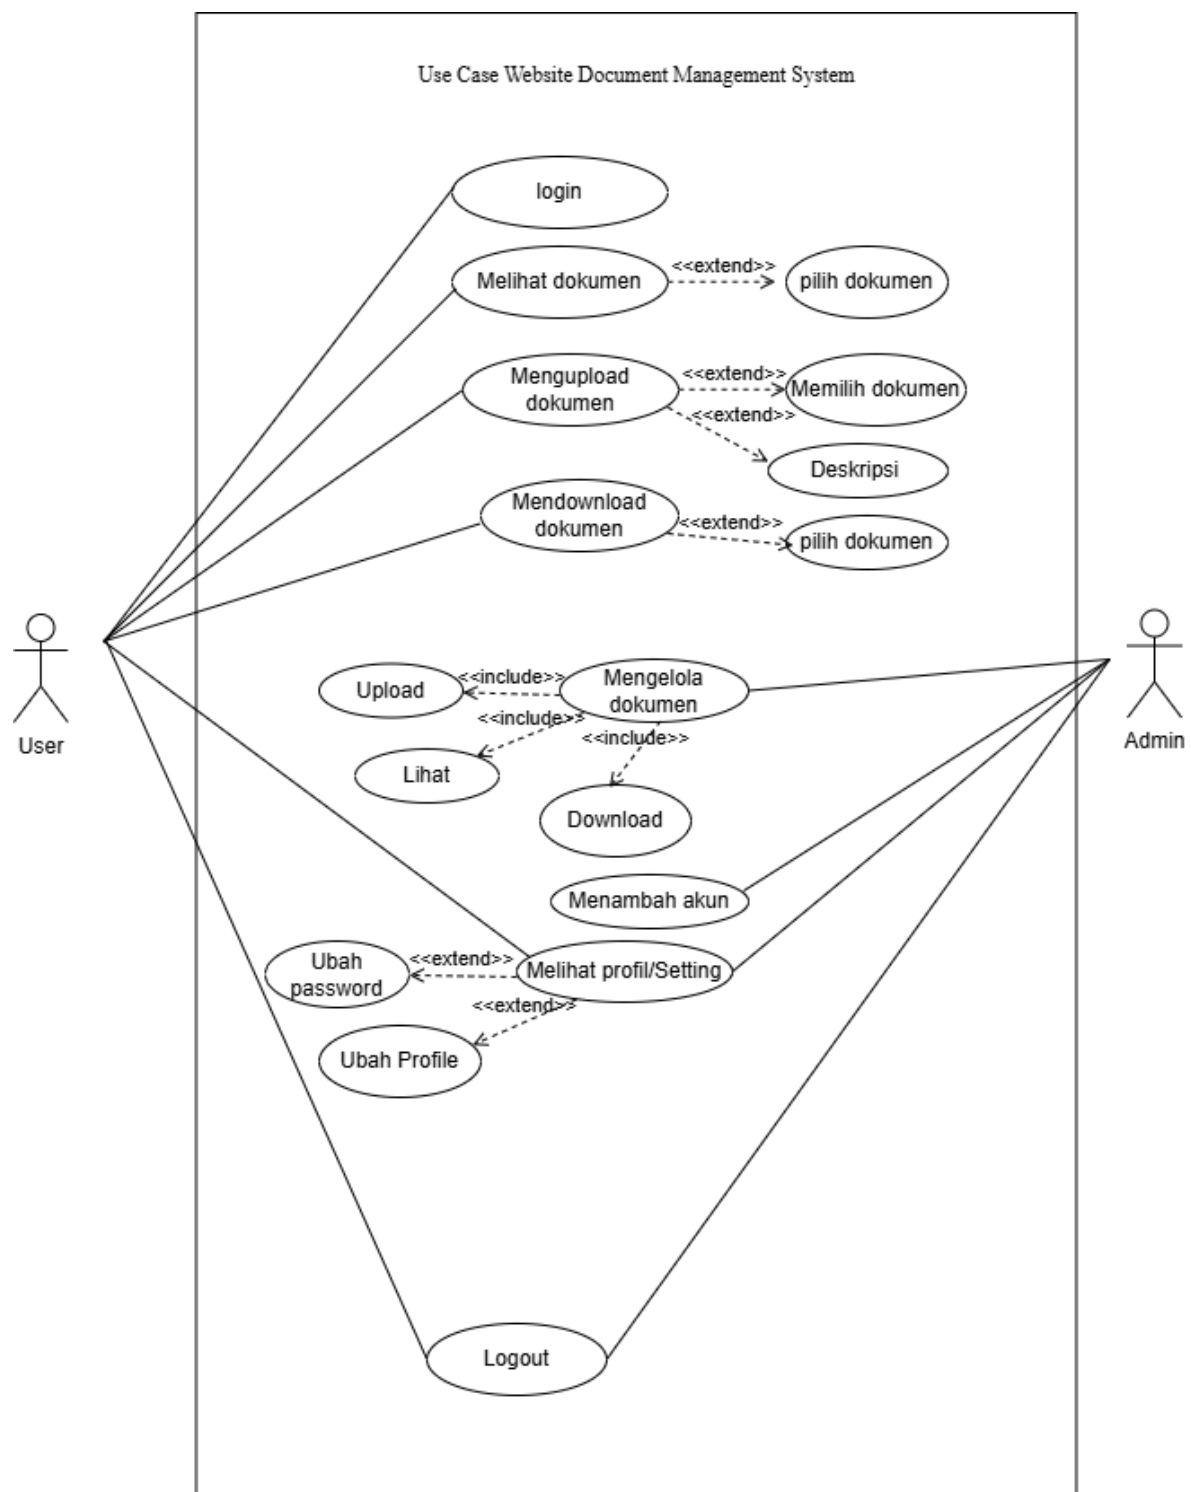 Use Case Website Document Management System
login
Melihat dokumen
<<extend>>
pilih dokumen
Mengupload
dokumen
<<extend>>
Memilih dokumen
<<extend>>
Deskripsi
Mendownload
dokumen
<<extend>>
pilih dokumen
User
Admin
Mengelola
dokumen
<<include>>
Upload
<<include>>
Lihat
<<include>>
Download
Menambah akun
Melihat profil/Setting
<<extend>>
Ubah
password
<<extend>>
Ubah Profile
Logout